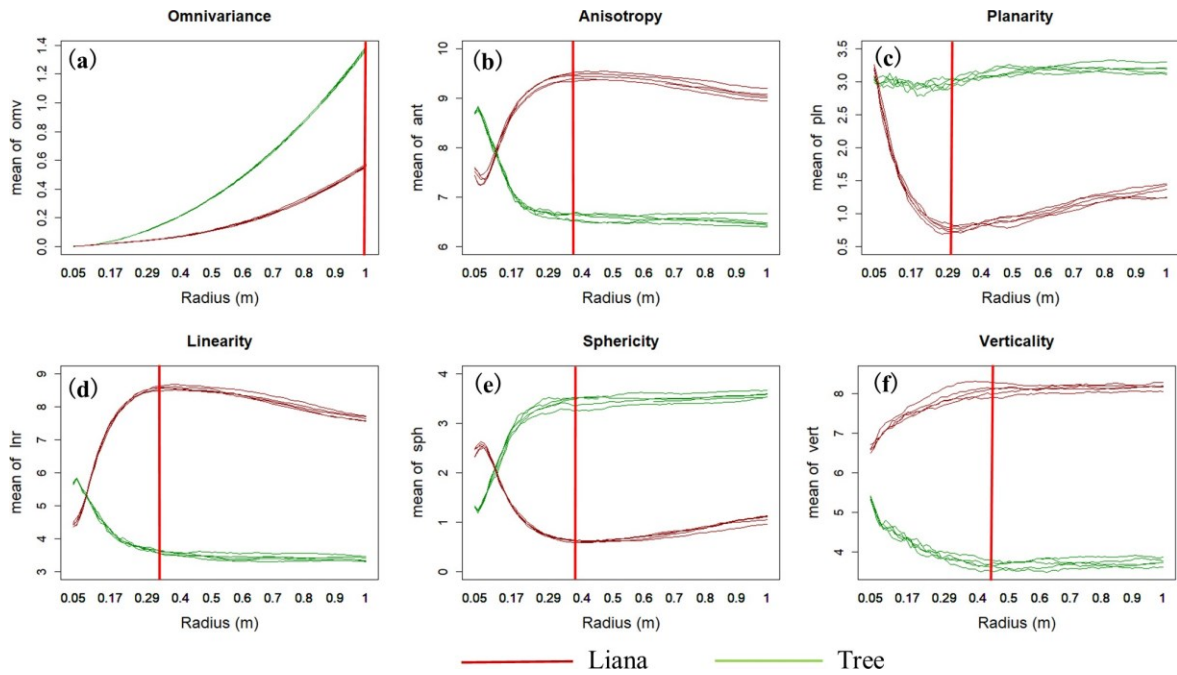 Omnivariance
(a)
mean of omv
1.4
1.2
1.0
0.8
0.6
0.4
0.2
0.0
0.05 0.17 0.29 0.4 0.5 0.6 0.7 0.8 0.9 1
Radius (m)
Anisotropy
(b)
mean of ant
10
9
8
7
6
0.05 0.17 0.29 0.4 0.5 0.6 0.7 0.8 0.9 1
Radius (m)
Planarity
(c)
mean of pln
3.5
3.0
2.5
2.0
1.5
1.0
0.5
0.05 0.17 0.29 0.4 0.5 0.6 0.7 0.8 0.9 1
Radius (m)
Linearity
(d)
mean of lnr
9
8
7
6
5
4
3
0.05 0.17 0.29 0.4 0.5 0.6 0.7 0.8 0.9 1
Radius (m)
Sphericity
(e)
mean of sph
4
3
2
1
0
0.05 0.17 0.29 0.4 0.5 0.6 0.7 0.8 0.9 1
Radius (m)
Verticality
(f)
mean of vert
8
7
6
5
4
0.05 0.17 0.29 0.4 0.5 0.6 0.7 0.8 0.9 1
Radius (m)
Liana
Tree